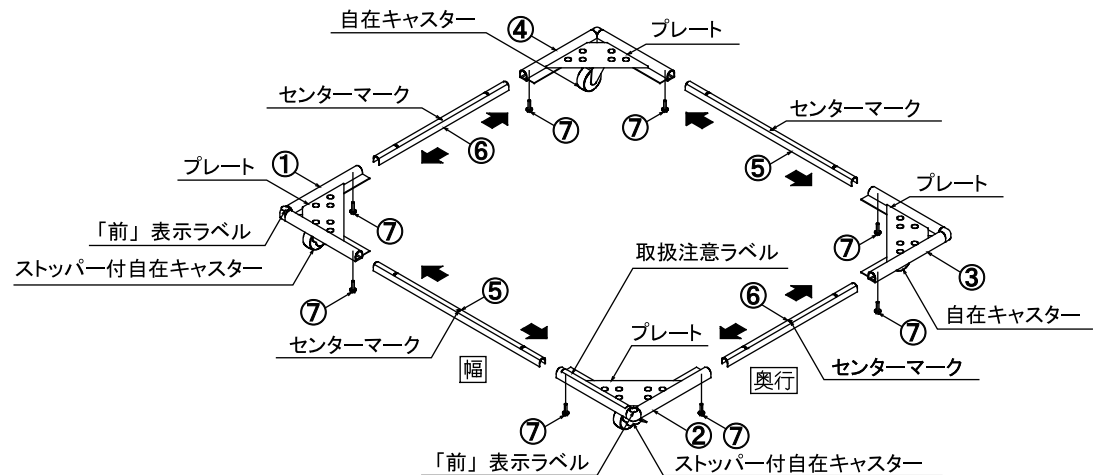 自在キャスター
④
プレート
センターマーク
⑦
⑦
センターマーク
⑥
⑤
①
プレート
プレート
「前」表示ラベル
⑦
⑦
取扱注意ラベル
ストッパー付自在キャスター
③
⑦
⑤
⑥
⑦
自在キャスター
センターマーク
プレート
センターマーク
幅
奥行
⑦
②
⑦
「前」表示ラベル
ストッパー付自在キャスター